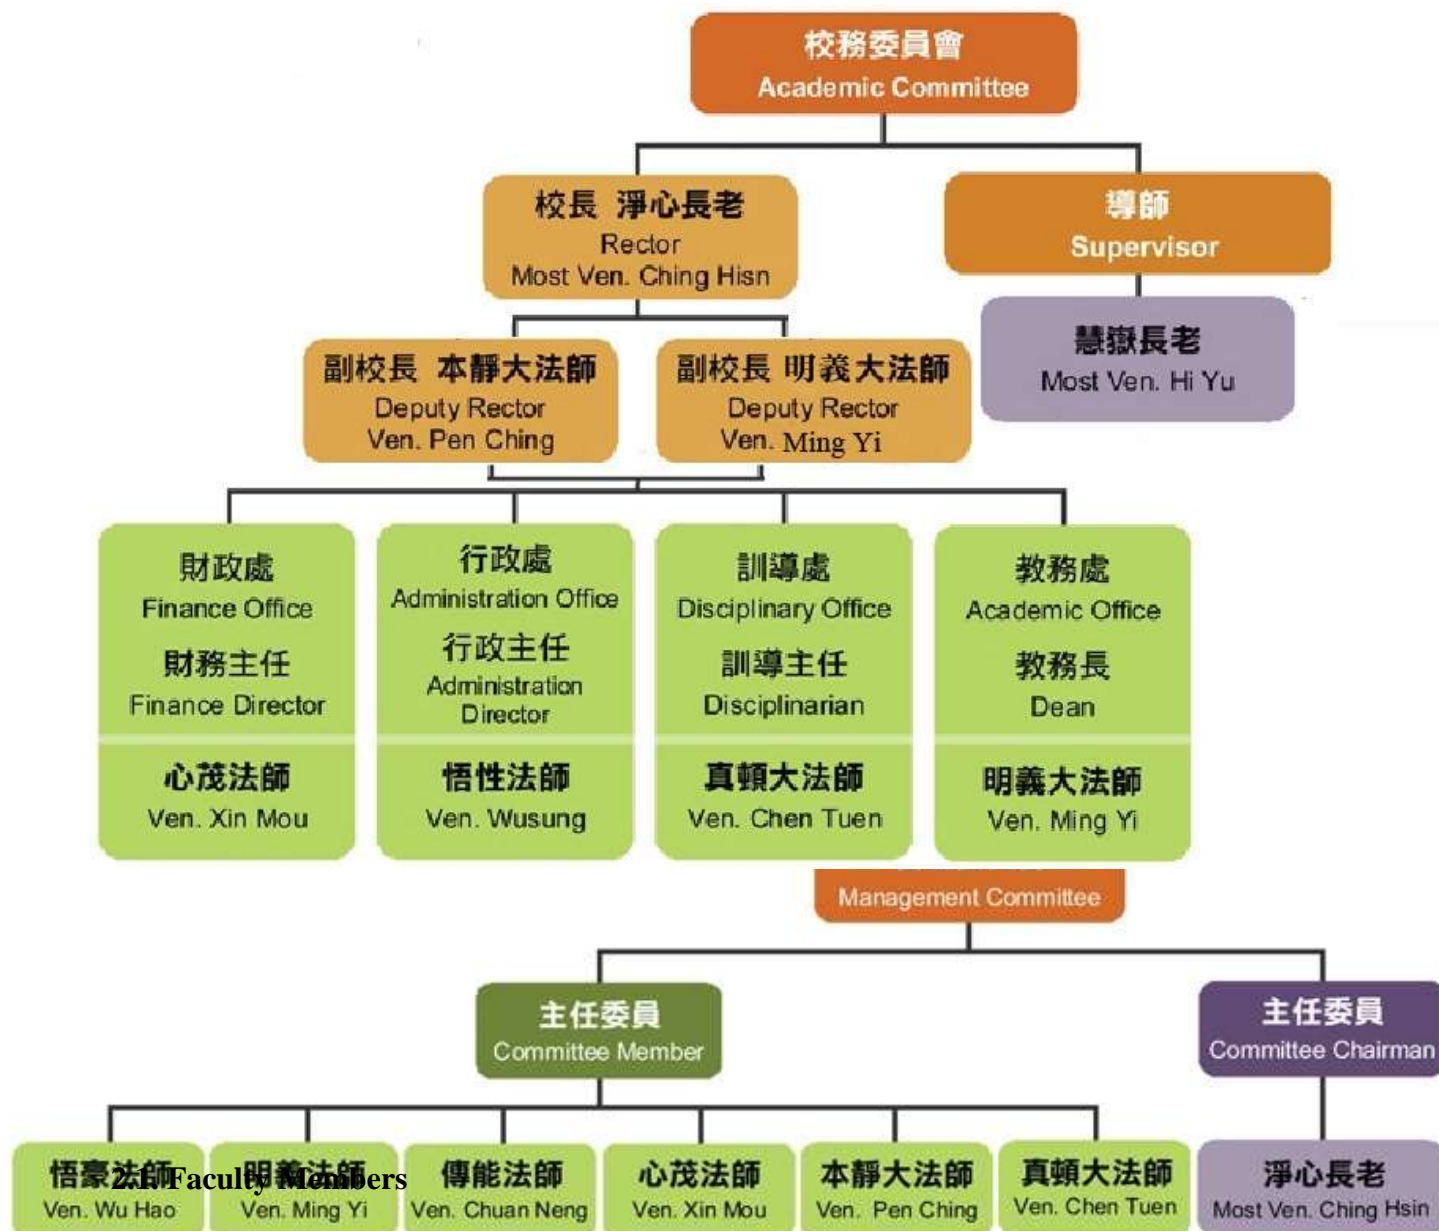 校務委員會
Academic Committee
校長 淨心長老
Rector
Most Ven. Ching Hisn
導師
Supervisor
慧嶽長老
Most Ven. Hi Yu
副校長 本靜大法師
Deputy Rector
Ven. Pen Ching
副校長 明義大法師
Deputy Rector
Ven. Ming Yi
財政處
Finance Office
財務主任
Finance Director
心茂法師
Ven. Xin Mou
行政處
Administration Office
行政主任
Administration
Director
悟性法師
Ven. Wusung
訓導處
Disciplinary Office
訓導主任
Disciplinarian
真頓大法師
Ven. Chen Tuen
教務處
Academic Office
教務長
Dean
明義大法師
Ven. Ming Yi
Management Committee
主任委員
Committee Member
主任委員
Committee Chairman
悟豪法師
Ven. Wu Hao
明義法師
Ven. Ming Yi
2.1. Faculty Members
傳能法師
Ven. Chuan Neng
心茂法師
Ven. Xin Mou
本靜大法師
Ven. Pen Ching
真頓大法師
Ven. Chen Tuen
淨心長老
Most Ven. Ching Hsin